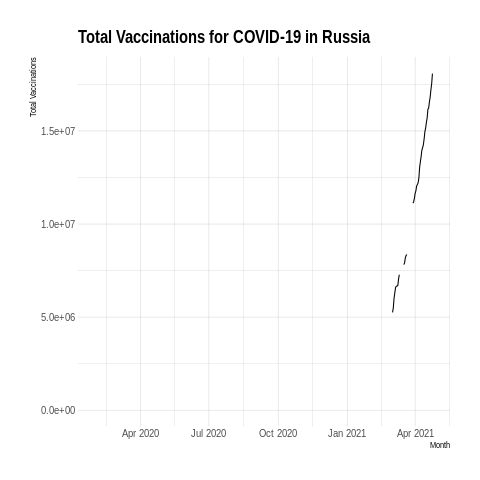 Total Vaccinations for COVID-19 in Russia
Total Vaccinations
1.5e+07
1.0e+07
5.0e+06
0.0e+00
Apr 2020 Jul 2020 Oct 2020 Jan 2021 Apr 2021
Month